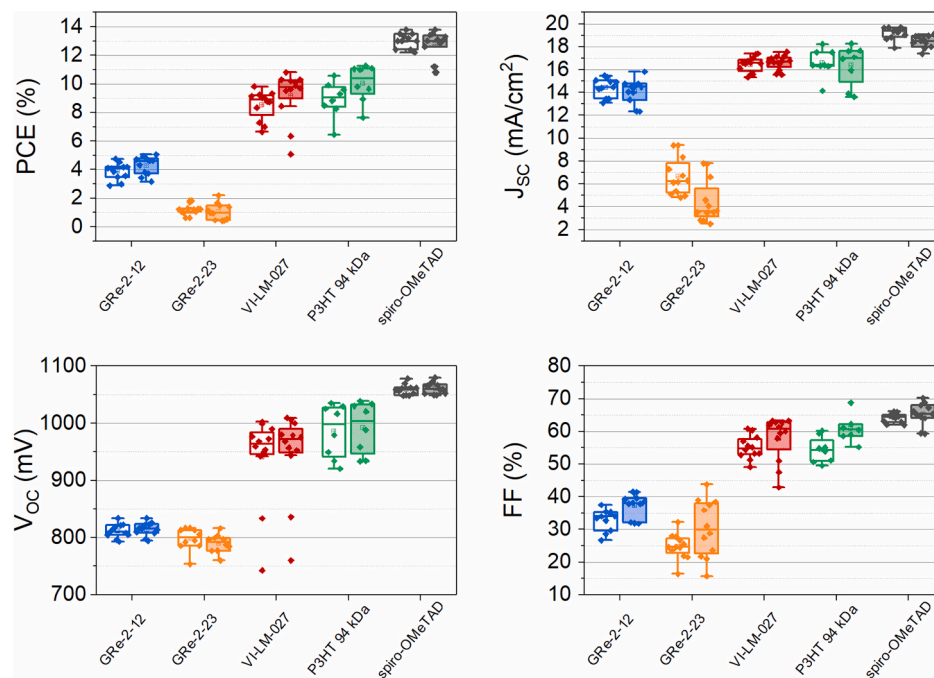 PCE (%)
14
12
10
8
6
4
2
0
GRe-2-12
GRe-2-23
VI-LM-027
P3HT 94 kDa
spiro-OMeTAD
J_SC (mA/cm²)
20
18
16
14
12
10
8
6
4
2
GRe-2-12
GRe-2-23
VI-LM-027
P3HT 94 kDa
spiro-OMeTAD
V_OC (mV)
1100
1000
900
800
700
GRe-2-12
GRe-2-23
VI-LM-027
P3HT 94 kDa
spiro-OMeTAD
FF (%)
80
70
60
50
40
30
20
10
GRe-2-12
GRe-2-23
VI-LM-027
P3HT 94 kDa
spiro-OMeTAD